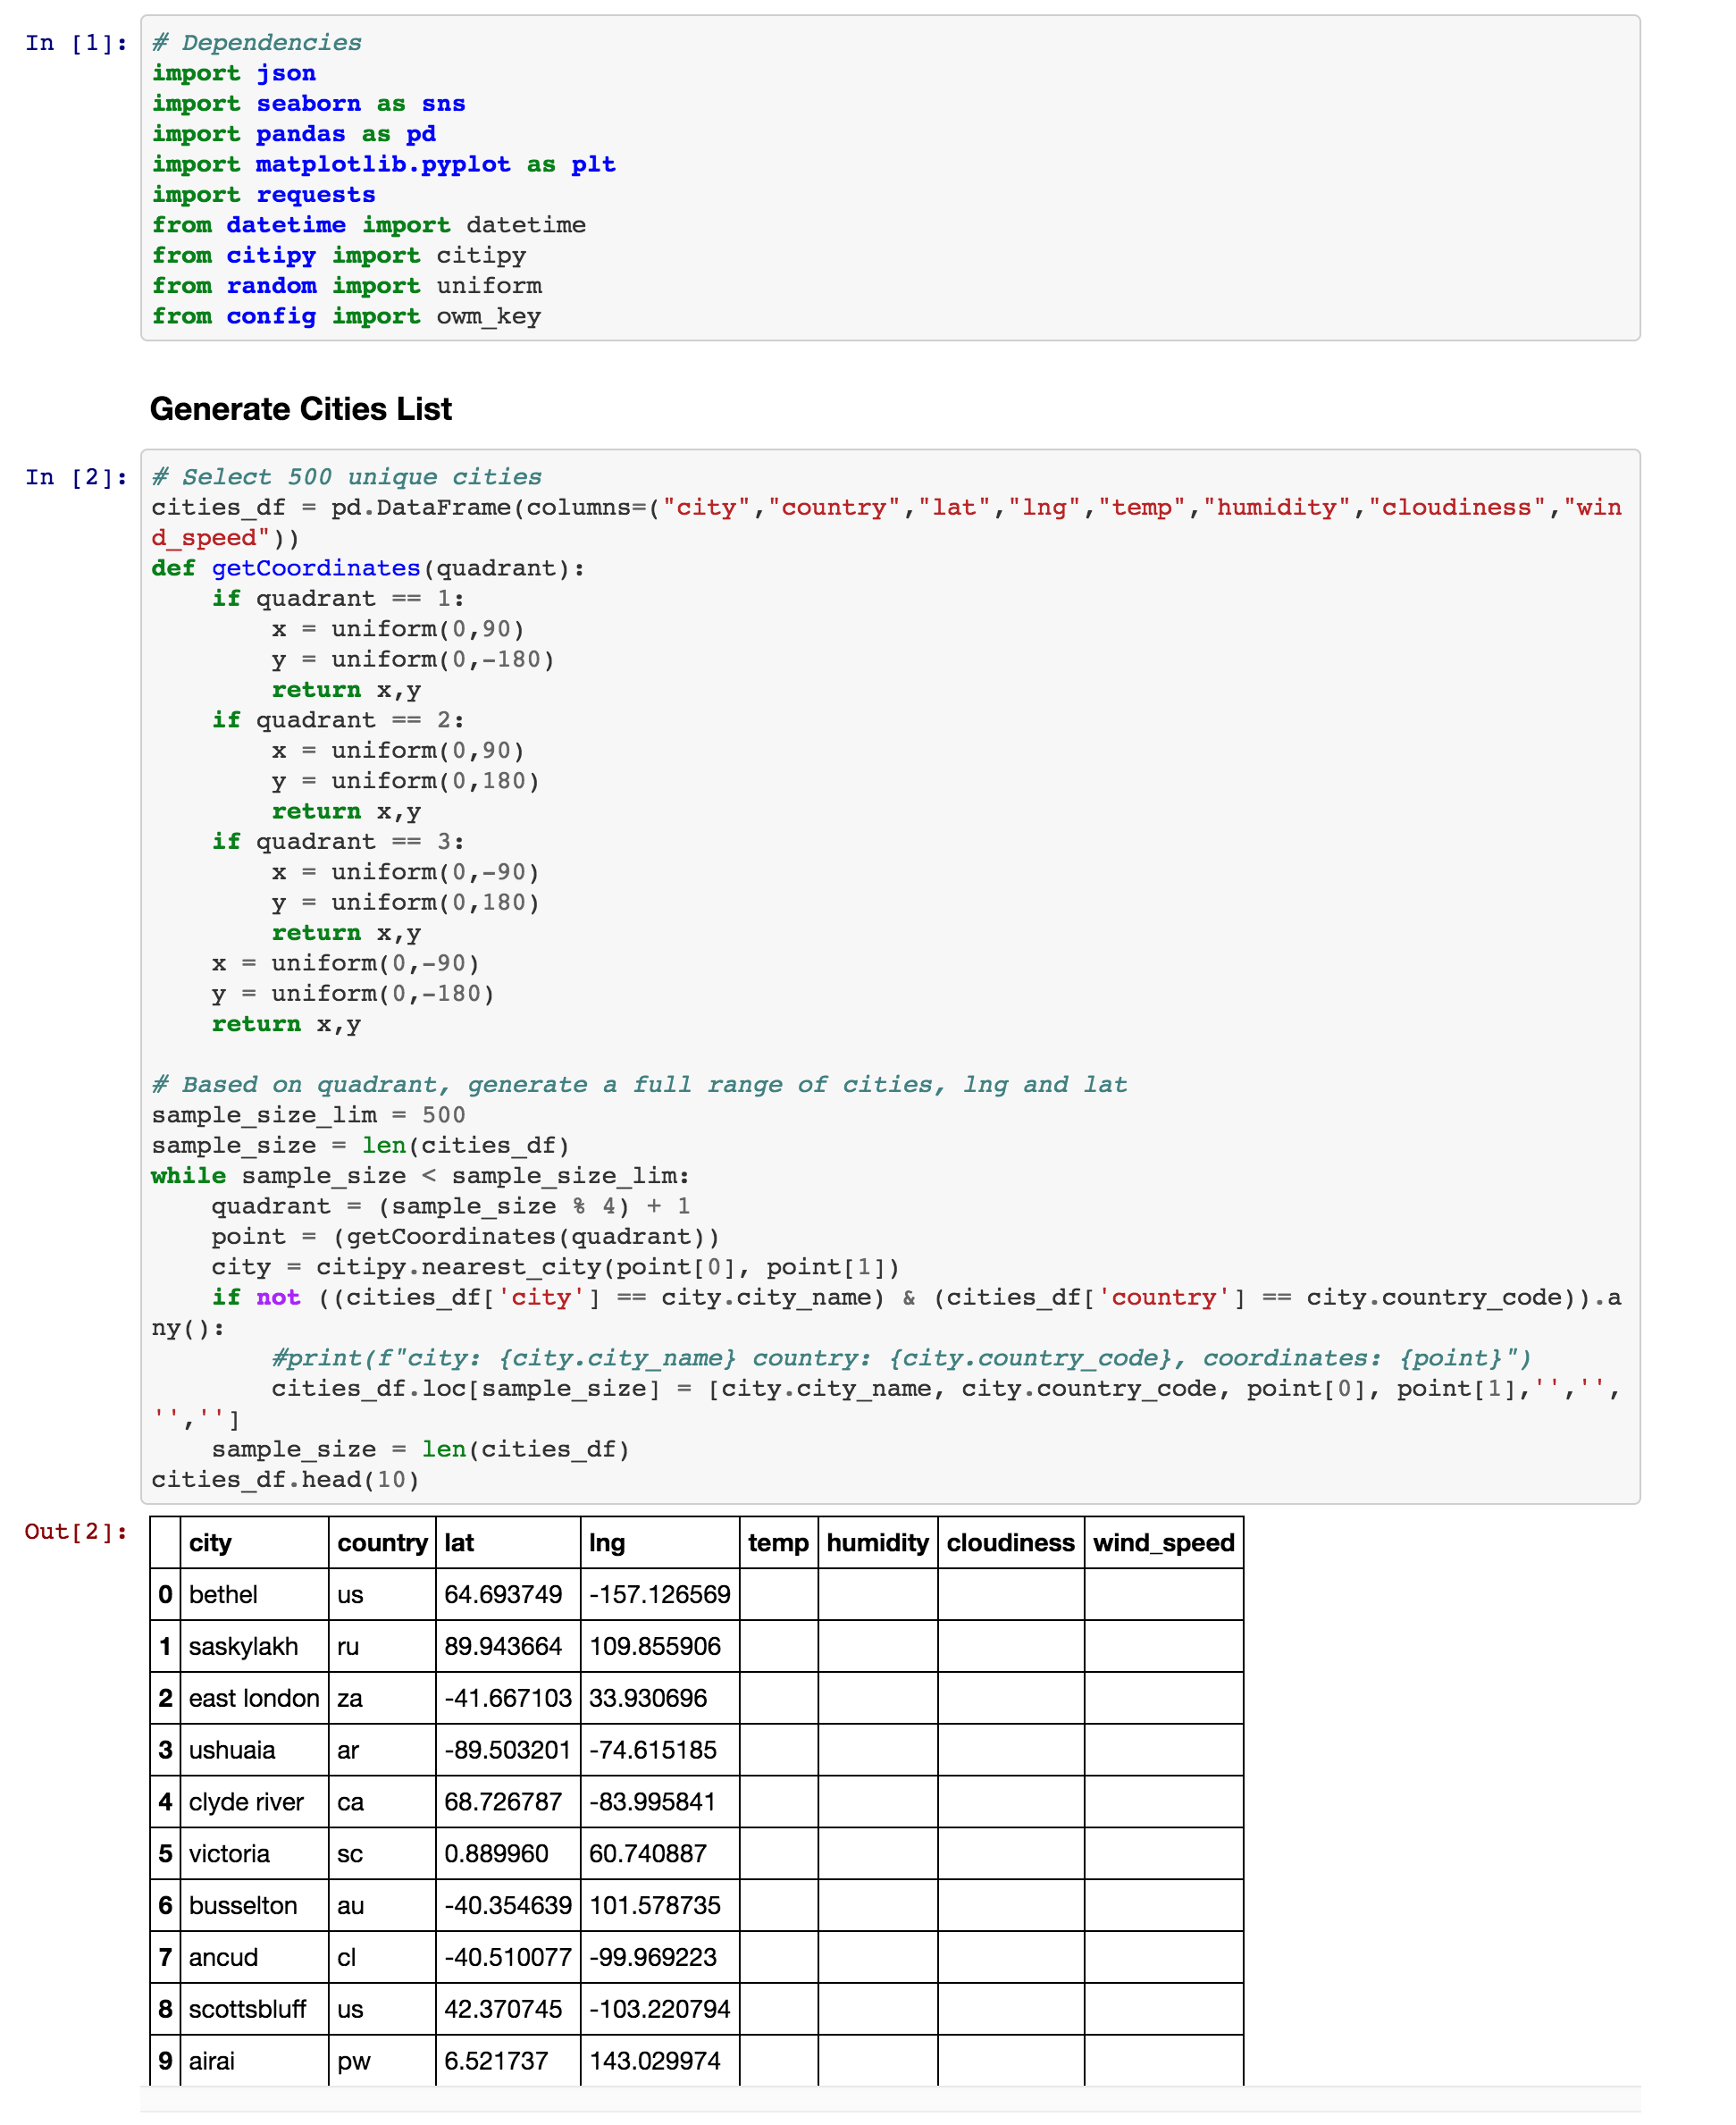 In [1]:
# Dependencies
import json
import seaborn as sns
import pandas as pd
import matplotlib.pyplot as plt
import requests
from datetime import datetime
from citipy import citipy
from random import uniform
from config import owm_key
Generate Cities List
In [2]:
# Select 500 unique cities
cities_df = pd.DataFrame(columns=("city","country","lat","lng","temp","humidity","cloudiness","win
d_speed"))
def getCoordinates(quadrant):
    if quadrant == 1:
        x = uniform(0,90)
        y = uniform(0,-180)
        return x,y
    if quadrant == 2:
        x = uniform(0,90)
        y = uniform(0,180)
        return x,y
    if quadrant == 3:
        x = uniform(0,-90)
        y = uniform(0,180)
        return x,y
    x = uniform(0,-90)
    y = uniform(0,-180)
    return x,y
# Based on quadrant, generate a full range of cities, lng and lat
sample_size_lim = 500
sample_size = len(cities_df)
while sample_size < sample_size_lim:
    quadrant = (sample_size % 4) + 1
    point = (getCoordinates(quadrant))
    city = citipy.nearest_city(point[0], point[1])
    if not ((cities_df['city'] == city.city_name) & (cities_df['country'] == city.country_code)).a
ny():
        #print(f"city: {city.city_name} country: {city.country_code}, coordinates: {point}")
        cities_df.loc[sample_size] = [city.city_name, city.country_code, point[0], point[1],'','',
'','']
    sample_size = len(cities_df)
cities_df.head(10)
Out[2]:
city country lat lng temp humidity cloudiness wind_speed
0 bethel us 64.693749 -157.126569
1 saskylakh ru 89.943664 109.855906
2 east london za -41.667103 33.930696
3 ushuaia ar -89.503201 -74.615185
4 clyde river ca 68.726787 -83.995841
5 victoria sc 0.889960 60.740887
6 busselton au -40.354639 101.578735
7 ancud cl -40.510077 -99.969223
8 scottsbluff us 42.370745 -103.220794
9 airai pw 6.521737 143.029974